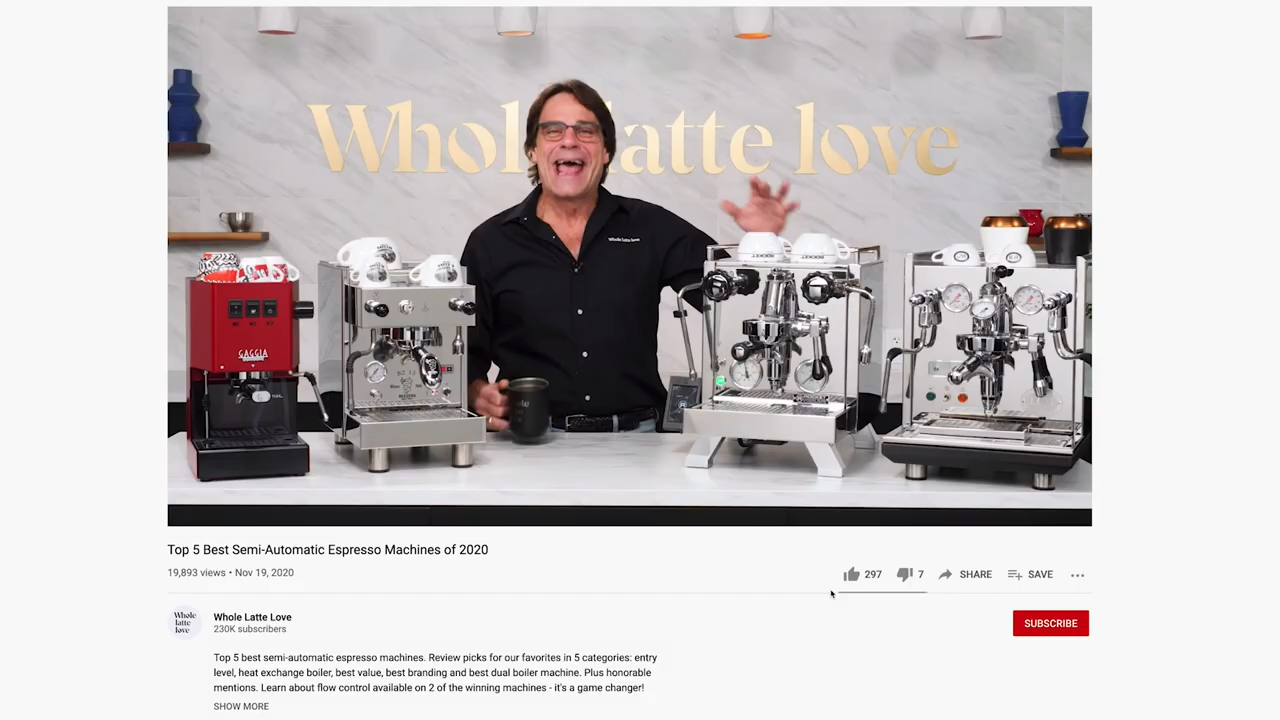 Whole latte love
Whole latte love
GAGGIA
Top 5 Best Semi-Automatic Espresso Machines of 2020
19,893 views • Nov 19, 2020
297
7
SHARE
SAVE
Whole
latte
love
Whole Latte Love
230K subscribers
SUBSCRIBE
Top 5 best semi-automatic espresso machines. Review picks for our favorites in 5 categories: entry
level, heat exchange boiler, best value, best branding and best dual boiler machine. Plus honorable
mentions. Learn about flow control available on 2 of the winning machines - it's a game changer!
SHOW MORE